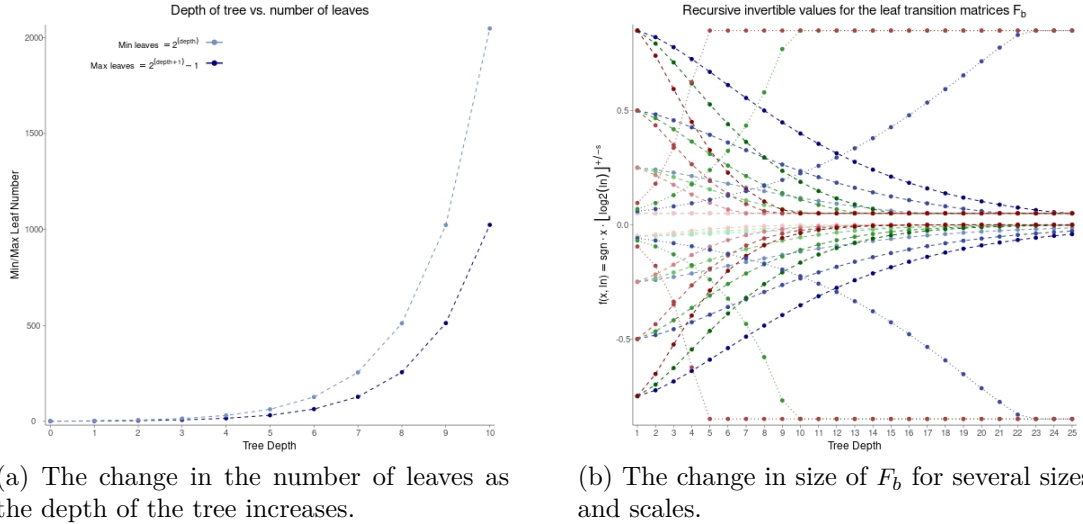 Depth of tree vs. number of leaves
Min leaves = 2^(depth)
Max leaves = 2^(depth+1) − 1
Min/Max Leaf Number
2000
1500
1000
500
0
0 1 2 3 4 5 6 7 8 9 10
Tree Depth
(a) The change in the number of leaves as
the depth of the tree increases.
Recursive invertible values for the leaf transition matrices F_b
f(x, ln) = sgn · x · ⌊log2(ln)⌋^+/−s
0.5
0.0
-0.5
1 2 3 4 5 6 7 8 9 10 11 12 13 14 15 16 17 18 19 20 21 22 23 24 25
Tree Depth
(b) The change in size of F_b for several sizes
and scales.